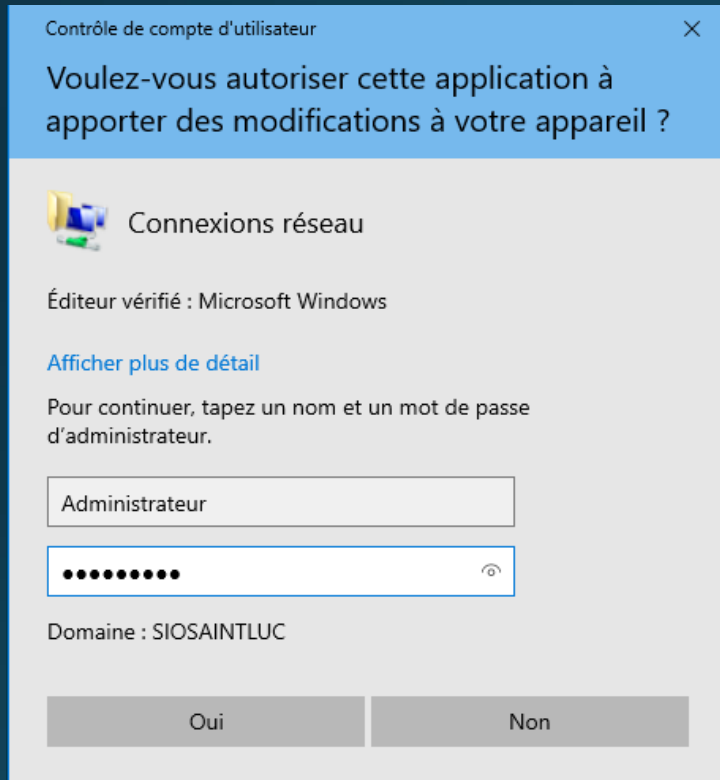 Contrôle de compte d'utilisateur
Voulez-vous autoriser cette application à
apporter des modifications à votre appareil ?
Connexions réseau
Éditeur vérifié : Microsoft Windows
Afficher plus de détail
Pour continuer, tapez un nom et un mot de passe
d’administrateur.
Administrateur
●●●●●●●●●
Domaine : SIOSAINTLUC
Oui
Non